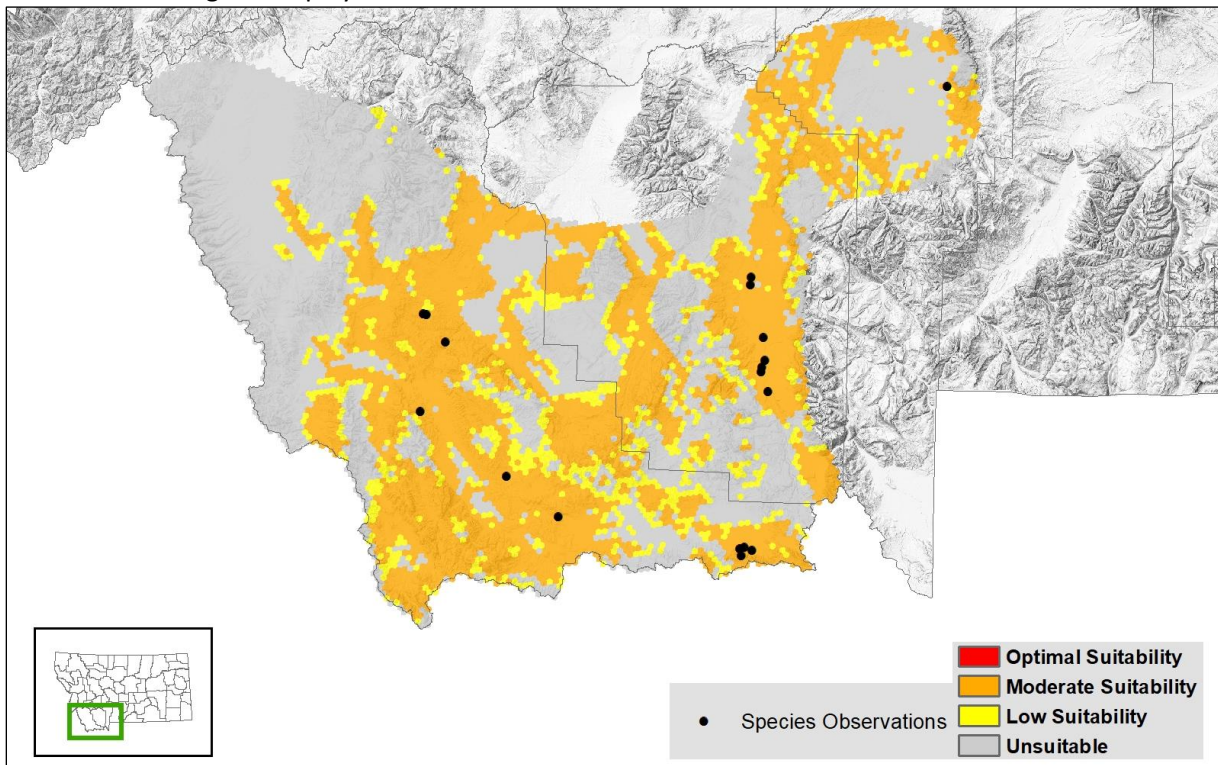 Species Observations
Optimal Suitability
Moderate Suitability
Low Suitability
Unsuitable